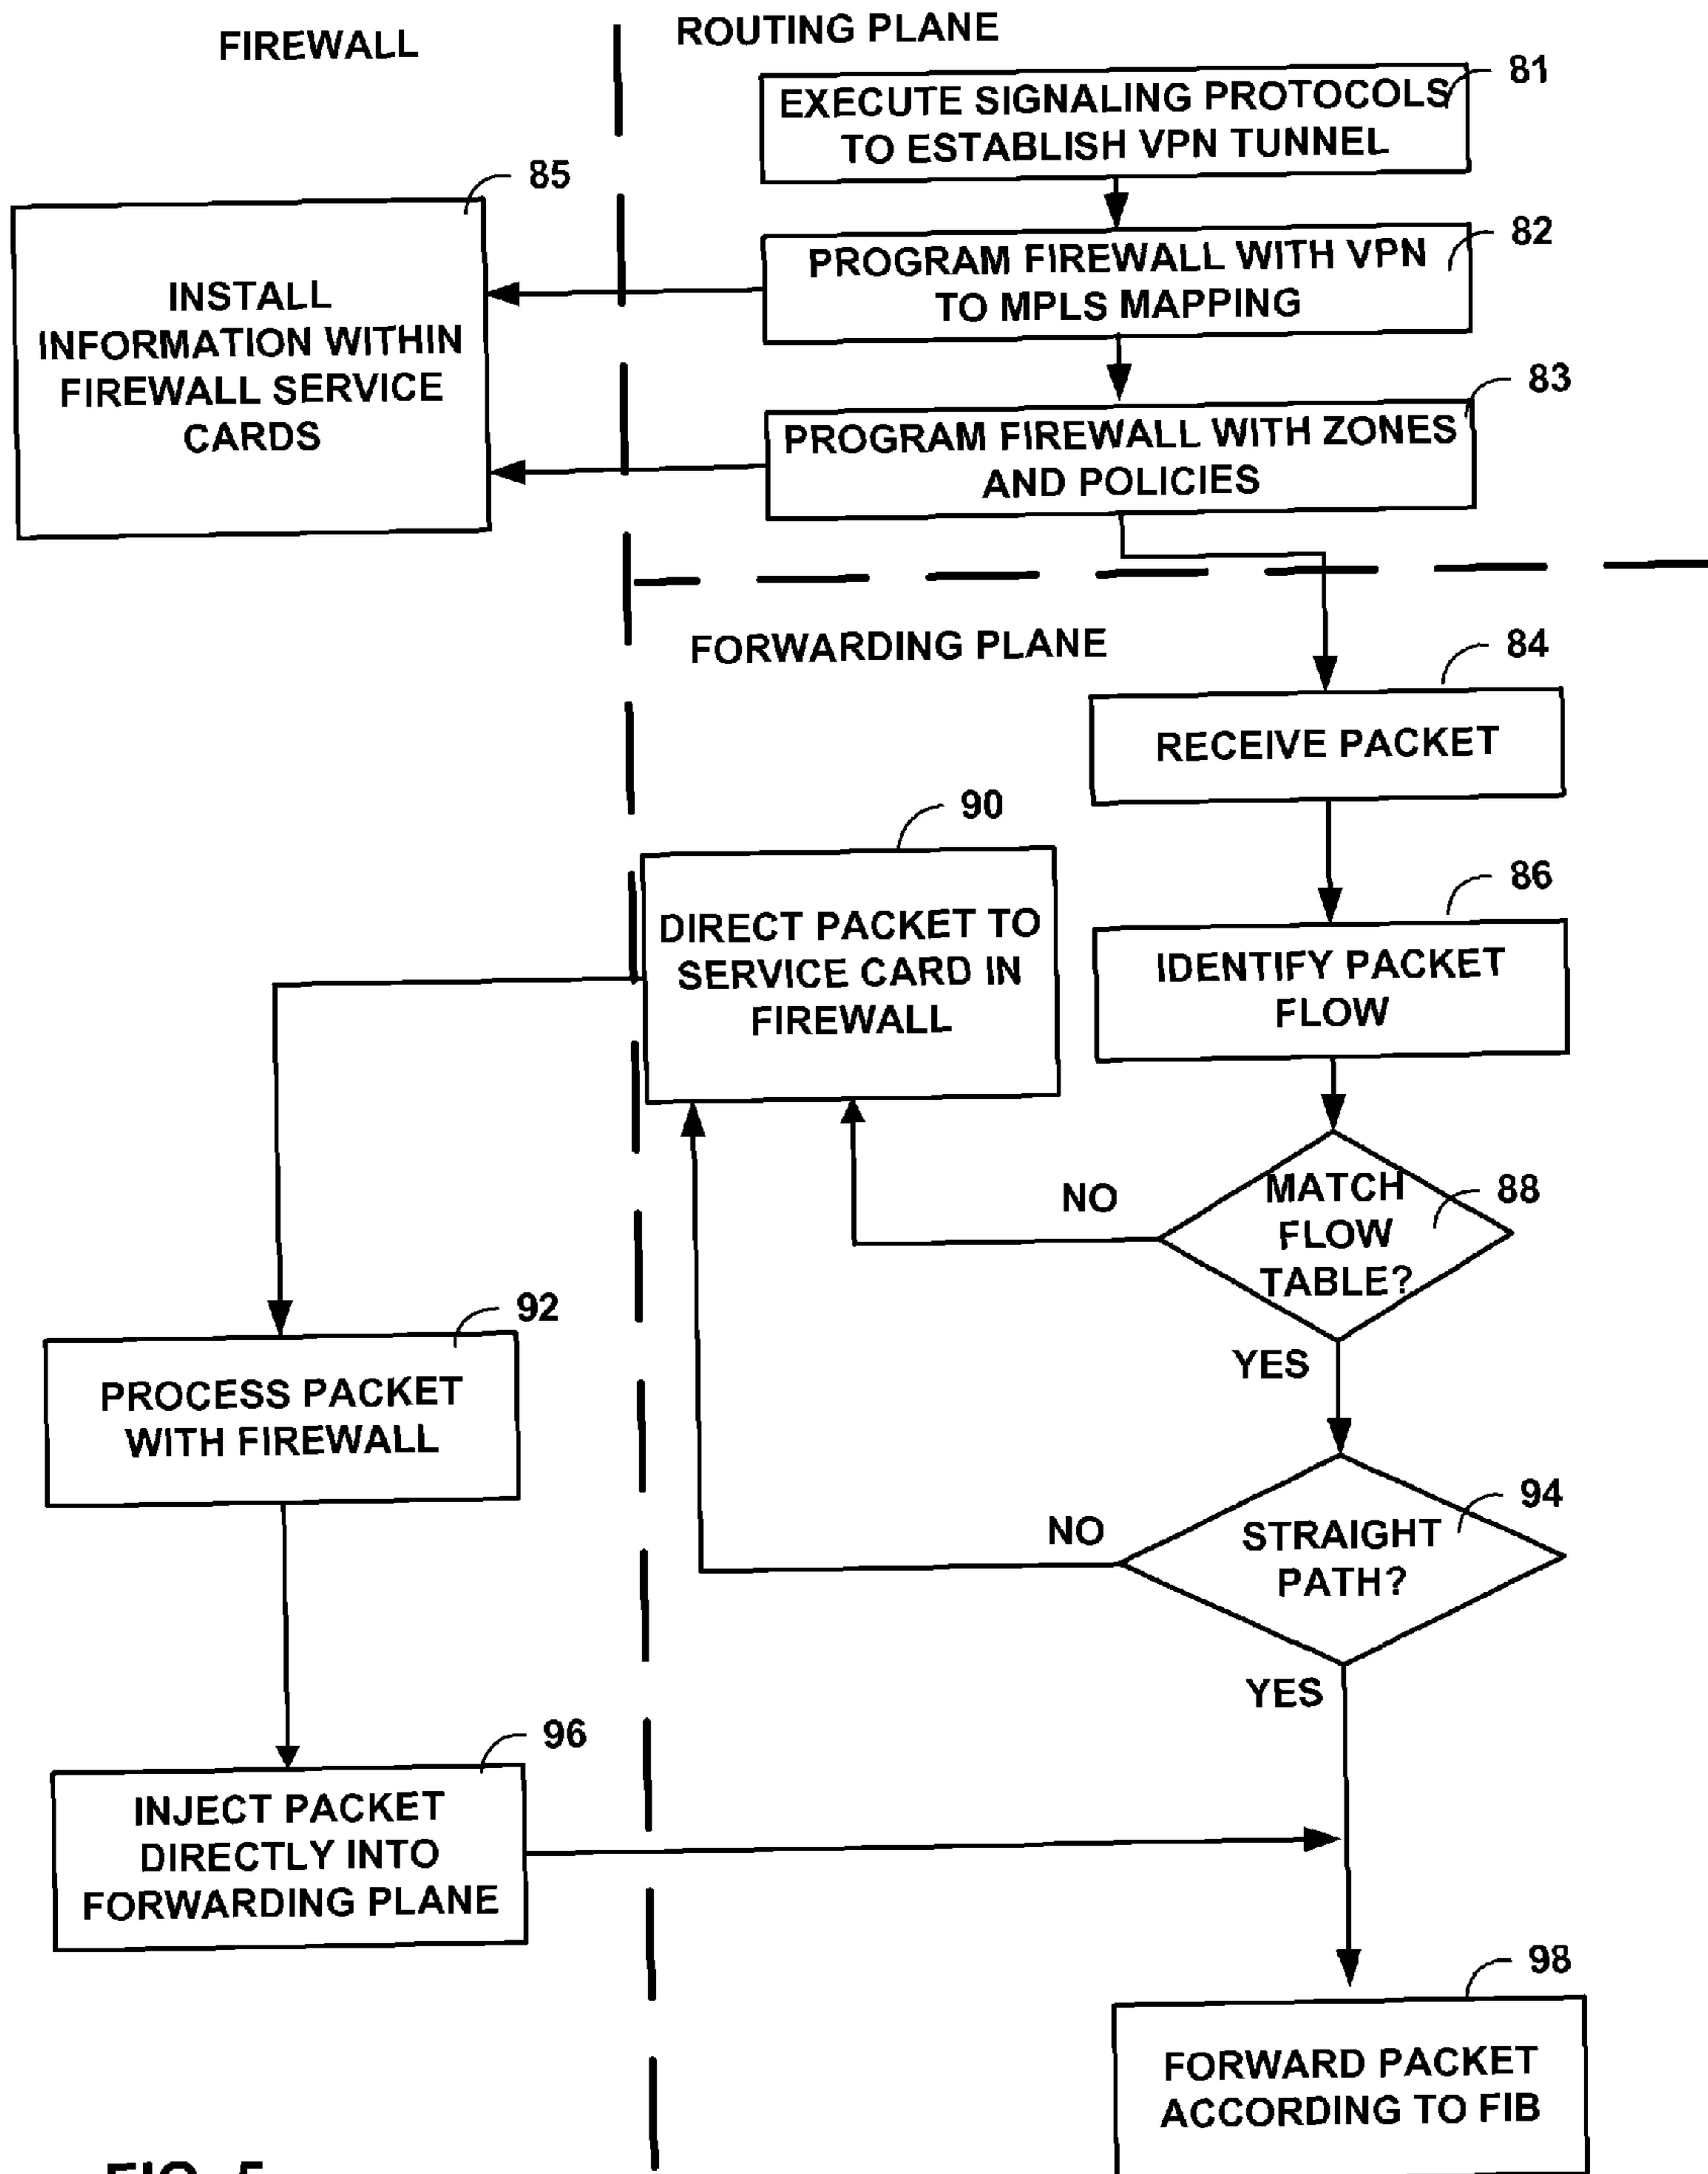 FIREWALL
ROUTING PLANE
81
EXECUTE SIGNALING PROTOCOLS
TO ESTABLISH VPN TUNNEL
85
82
PROGRAM FIREWALL WITH VPN
TO MPLS MAPPING
INSTALL
INFORMATION WITHIN
FIREWALL SERVICE
CARDS
83
PROGRAM FIREWALL WITH ZONES
AND POLICIES
FORWARDING PLANE
84
RECEIVE PACKET
90
86
DIRECT PACKET TO
SERVICE CARD IN
FIREWALL
IDENTIFY PACKET
FLOW
NO
88
MATCH
FLOW
TABLE?
YES
92
PROCESS PACKET
WITH FIREWALL
94
NO
STRAIGHT
PATH?
YES
96
INJECT PACKET
DIRECTLY INTO
FORWARDING PLANE
98
FORWARD PACKET
ACCORDING TO FIB
FIG. 5